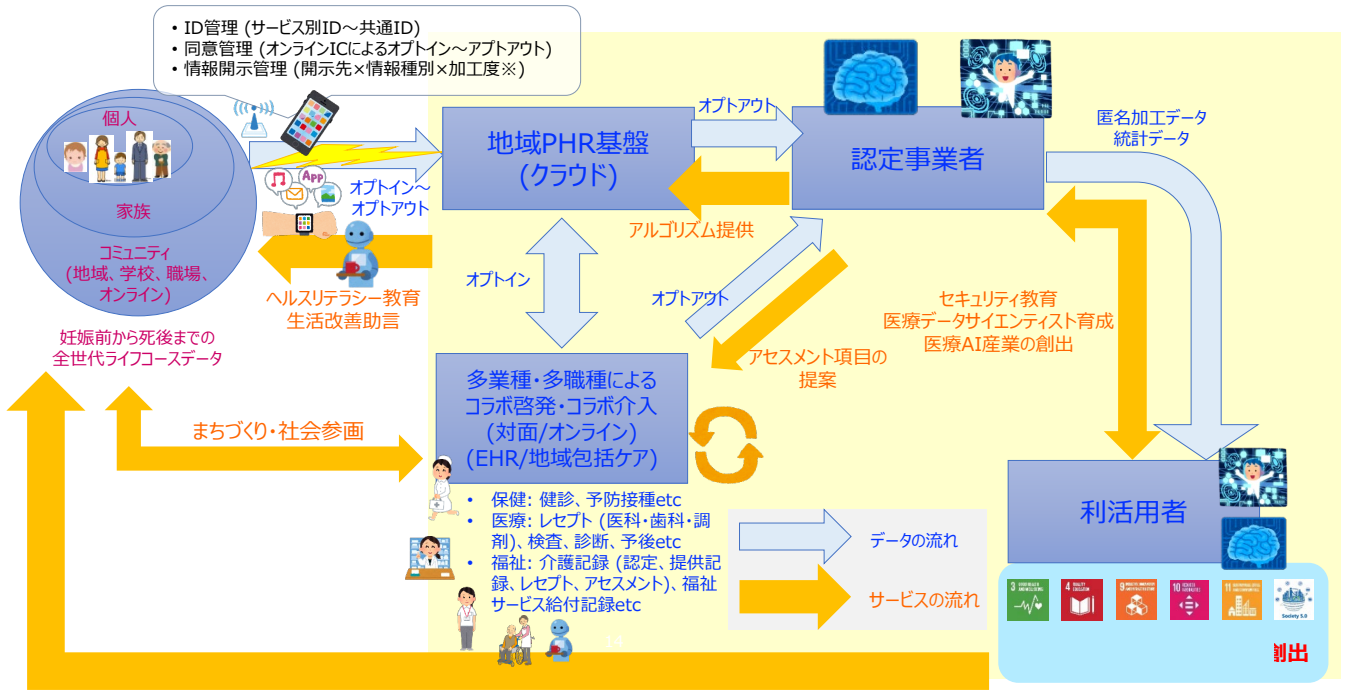 • ID管理 (サービス別ID～共通ID)
• 同意管理 (オンラインICによるオプトイン～アプトアウト)
• 情報開示管理 (開示先×情報種別×加工度※)
個人
家族
コミュニティ
(地域、学校、職場、
オンライン)
妊娠前から死後までの
全世代ライフコースデータ
App
オプトイン～
オプトアウト
ヘルスリテラシー教育
生活改善助言
地域PHR基盤
(クラウド)
オプトアウト
認定事業者
アルゴリズム提供
匿名加工データ
統計データ
オプトイン
オプトアウト
アセスメント項目の
提案
セキュリティ教育
医療データサイエンティスト育成
医療AI産業の創出
まちづくり・社会参画
多業種・多職種による
コラボ啓発・コラボ介入
(対面/オンライン)
(EHR/地域包括ケア)
• 保健: 健診、予防接種etc
• 医療: レセプト (医科・歯科・調
剤)、検査、診断、予後etc
• 福祉: 介護記録 (認定、提供記
録、レセプト、アセスメント)、福祉
サービス給付記録etc
データの流れ
サービスの流れ
利活用者
3
4 QUALITY EDUCATION
9
10
11
Society 5.0
創出